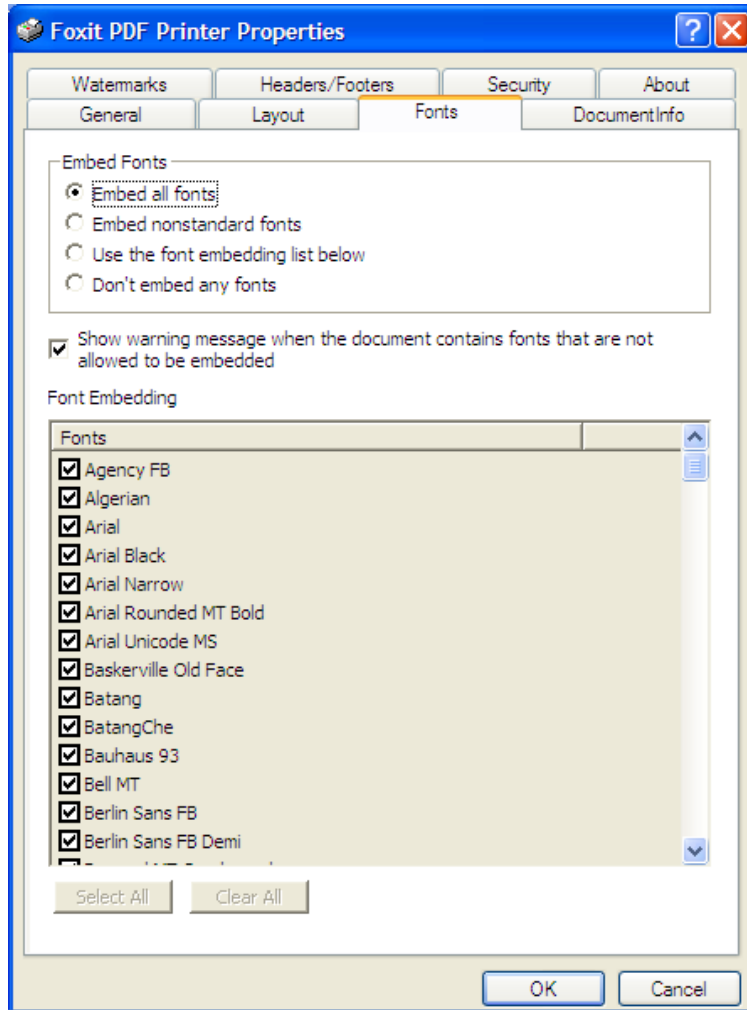 Foxit PDF Printer Properties
Watermarks Headers/Footers Security About
General Layout Fonts DocumentInfo
Embed Fonts
Embed all fonts
Embed nonstandard fonts
Use the font embedding list below
Don't embed any fonts
Show warning message when the document contains fonts that are not
allowed to be embedded
Font Embedding
Fonts
Agency FB
Algerian
Arial
Arial Black
Arial Narrow
Arial Rounded MT Bold
Arial Unicode MS
Baskerville Old Face
Batang
BatangChe
Bauhaus 93
Bell MT
Berlin Sans FB
Berlin Sans FB Demi
Select All Clear All
OK Cancel